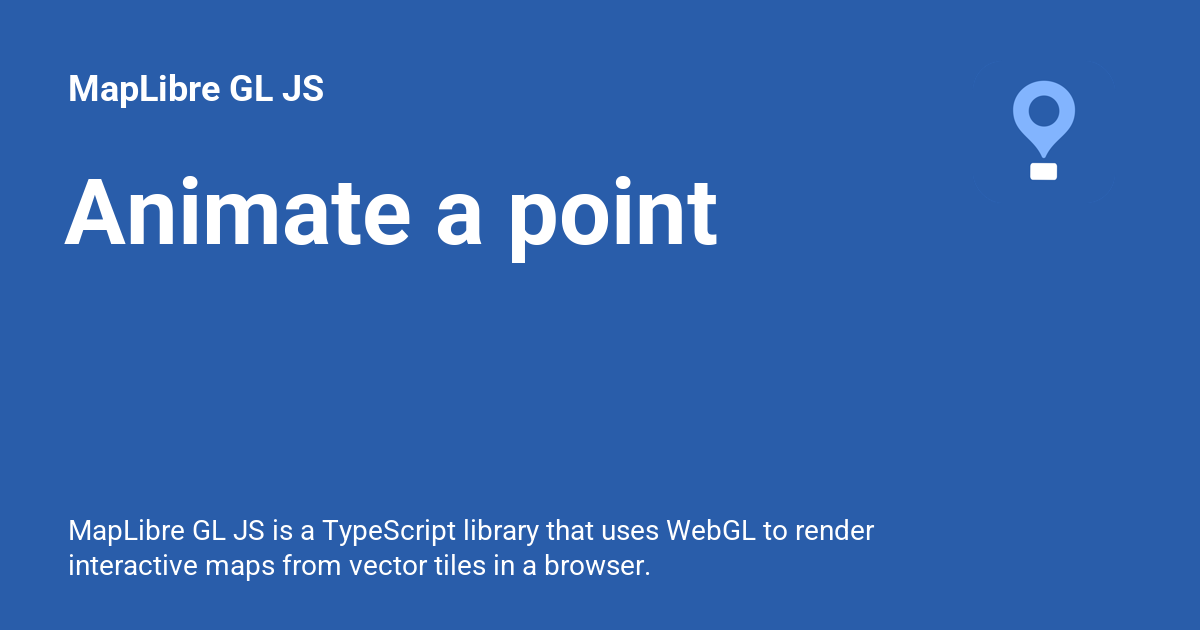 MapLibre GL JS
Animate a point
MapLibre GL JS is a TypeScript library that uses WebGL to render
interactive maps from vector tiles in a browser.